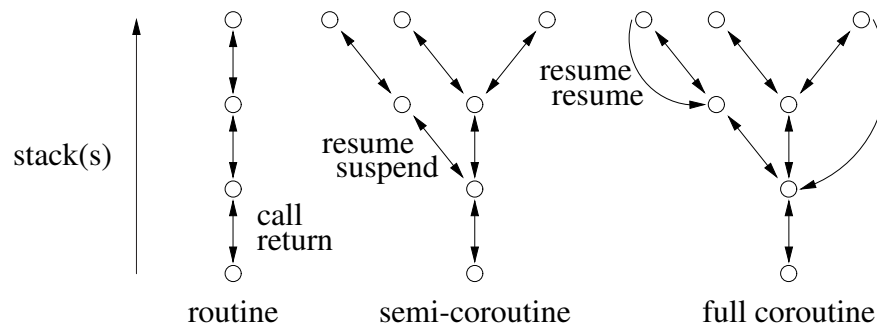 resume
resume
resume
suspend
stack(s)
call
return
routine
semi-coroutine
full coroutine